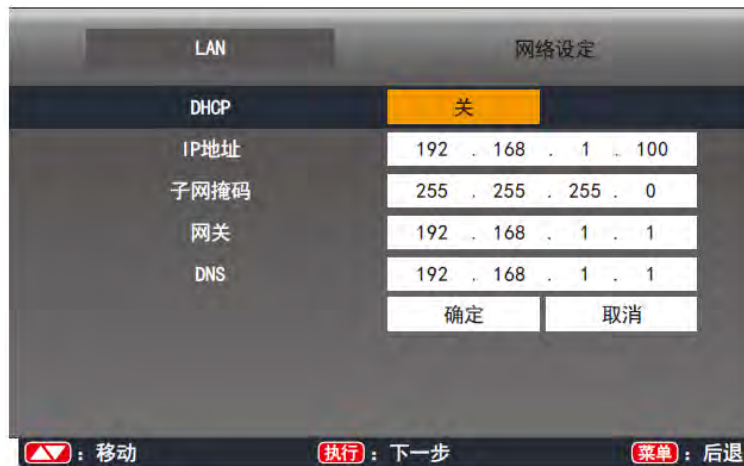 LAN 网络设定
DHCP 关
IP地址 192 . 168 . 1 . 100
子网掩码 255 . 255 . 255 . 0
网关 192 . 168 . 1 . 1
DNS 192 . 168 . 1 . 1
确定 取消
▲▼ : 移动 执行 : 下一步 菜单 : 后退